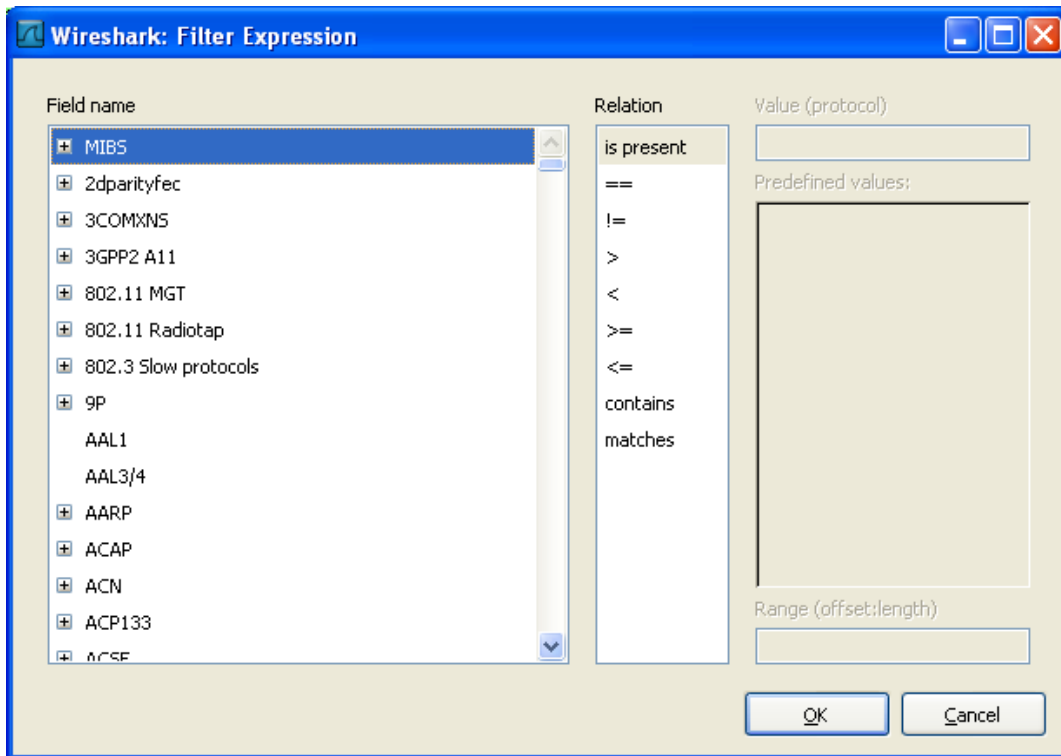 Wireshark: Filter Expression
Field name
MIBS
2dparityfec
3COMXNS
3GPP2 A11
802.11 MGT
802.11 Radiotap
802.3 Slow protocols
9P
AAL1
AAL3/4
AARP
ACAP
ACN
ACP133
ACSE
Relation
is present
==
!=
>
<
>=
<=
contains
matches
Value (protocol)
Predefined values:
Range (offset:length)
OK
Cancel